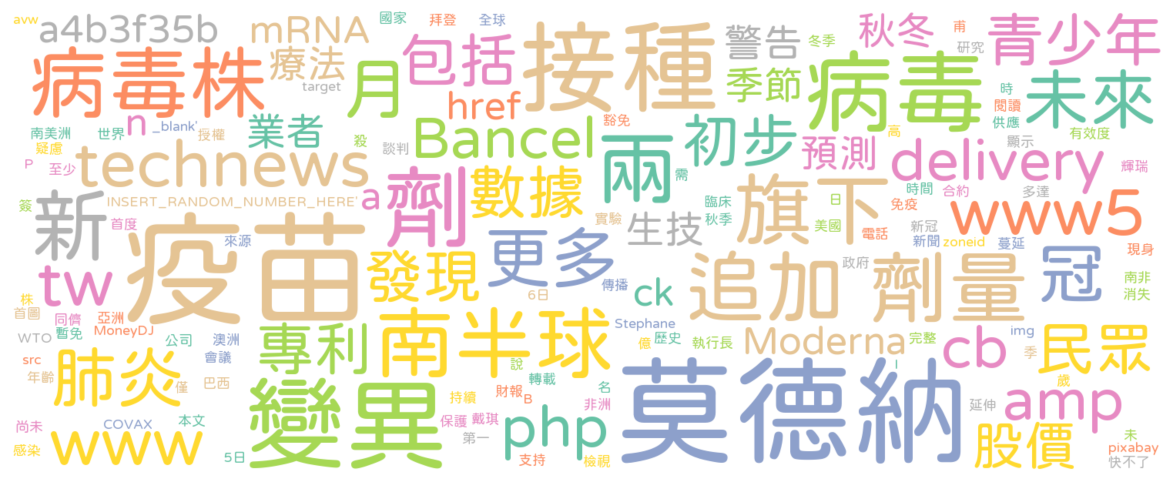 avw a4b3f35b mRNA 國家 拜登 全球 接種 警告 冬季 秋冬 甫 研究 青少年
病毒株 療法 target 月 包括 href 豁免 季節 病毒 時 閱讀 供應 未來
南美洲 世界 n _blank' 授權 業者 殺 談判 Bancel 兩 初步 預測 顯示 有效度 高
疑慮 P 至少 technews a 劑 數據 需 delivery 輝瑞
簽 新 INSERT_RANDOM_NUMBER_HERE' 首度 實驗 臨床 秋季 旗下 日 美國 時間 免疫 合約 多達 www5
tw 疫苗 來源 發現 更多 生技 電話 新冠 新聞 zoneid 蔓延 現身
株 首圖 同儕 亞洲 6日 傳播 ck 追加 政府 劑量 冠 南非 消失
WTO 暫免 MoneyDJ 公司 澳洲 專利 南半球 Stephane 億 歷史 執行長 完整 img
src 肺炎 年齡 僅 會議 巴西 說 轉載 名 Moderna cb 季 民眾
尚未 COVAX 本文 變異 持續 財報 B 非洲 莫德納 l 歲 amp
感染 www 5日 保護 戴琪 第一 php 支持 檢視 延伸 股價 未 pixabay 快不了